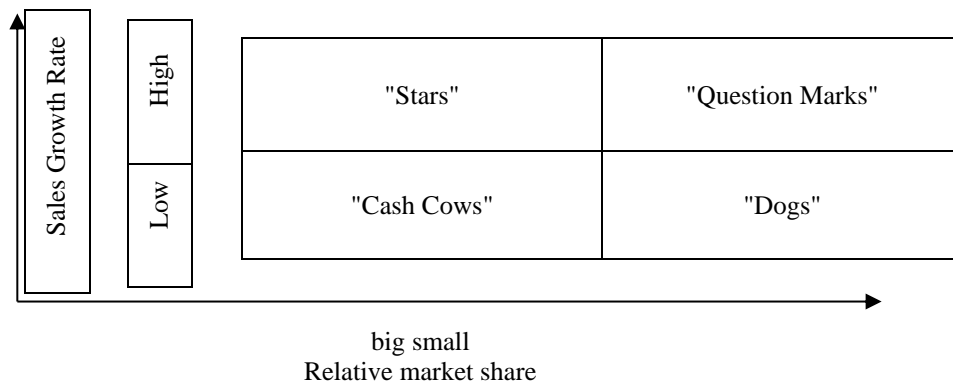 Sales Growth Rate
High
"Stars"
"Question Marks"
Low
"Cash Cows"
"Dogs"
big small
Relative market share